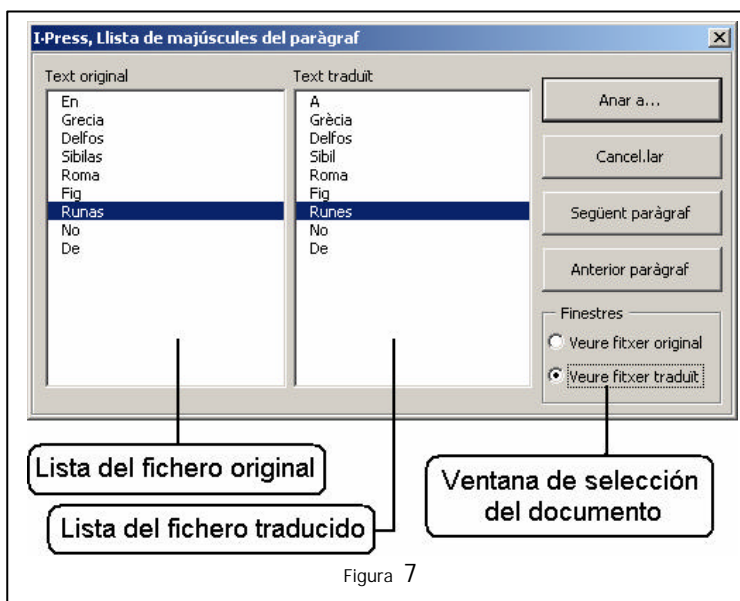 I·Press, Llista de majúscules del paràgraf
Text original
En
Grecia
Delfos
Sibilas
Roma
Fig
Runas
No
De
Text traduït
A
Grècia
Delfos
Sibil
Roma
Fig
Runes
No
De
Anar a...
Cancel.lar
Següent paràgraf
Anterior paràgraf
Finestres
Veure fitxer original
Veure fitxer traduït
Lista del fichero original
Lista del fichero traducido
Ventana de selección
del documento
Figura 7